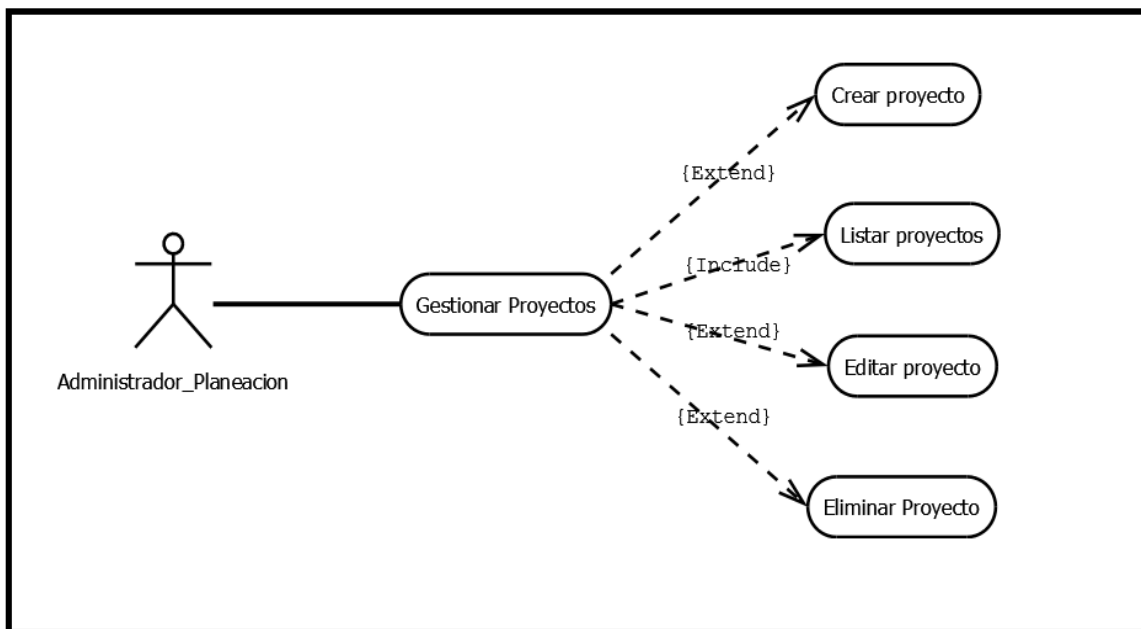 Crear proyecto
{Extend}
Listar proyectos
{Include}
Gestionar Proyectos
{Extend}
Editar proyecto
Administrador_Planeacion
{Extend}
Eliminar Proyecto